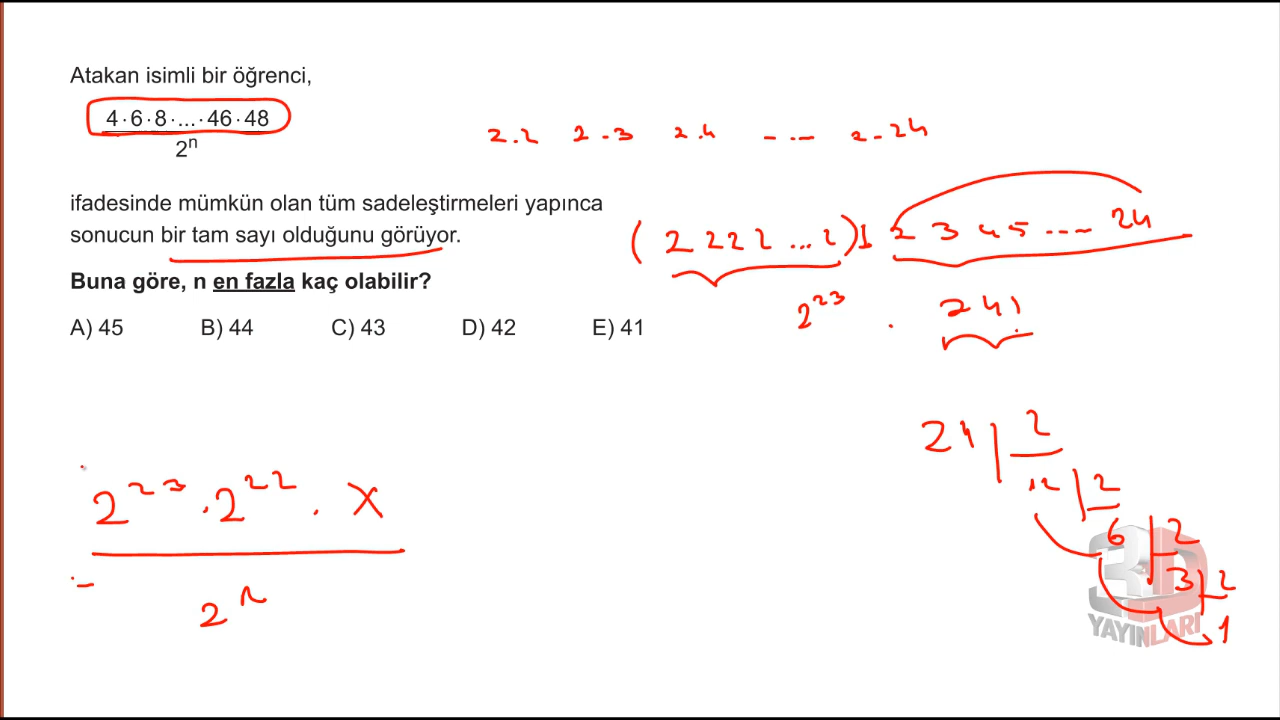 Atakan isimli bir öğrenci,
4 · 6 · 8 · ... · 46 · 48
2ⁿ
ifadesinde mümkün olan tüm sadeleştirmeleri yapınca
sonucun bir tam sayı olduğunu görüyor.
Buna göre, n en fazla kaç olabilir?
A) 45 B) 44 C) 43 D) 42 E) 41
2.2 2.3 2.4 ..... 2.24
(2 2 2 2 ... 2) 1 2 3 4 5 .... 24
2²³ . 24!
24 | 2
12 | 2
6 | 2
3 | 2
1
2²³ . 2²² . X
2ⁿ
3D
YAYINLARI